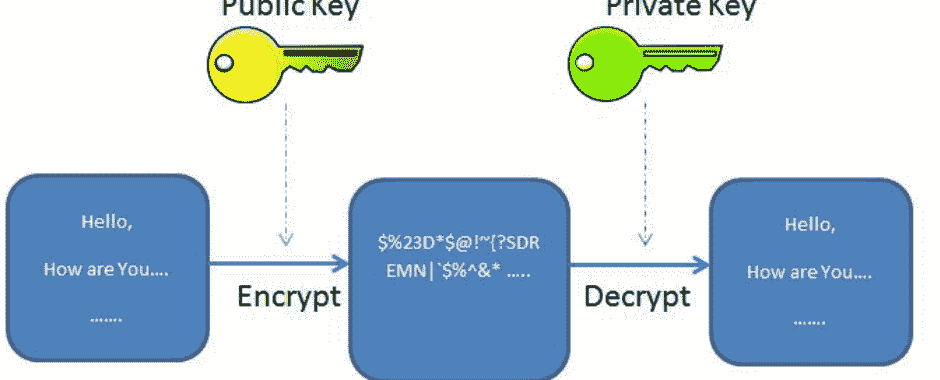 Public Key
Private Key
Hello,
How are You....
.......
Encrypt
$%23D*$@!~{?SDR
EMN|`$%^&* .....
Decrypt
Hello,
How are You....
.......